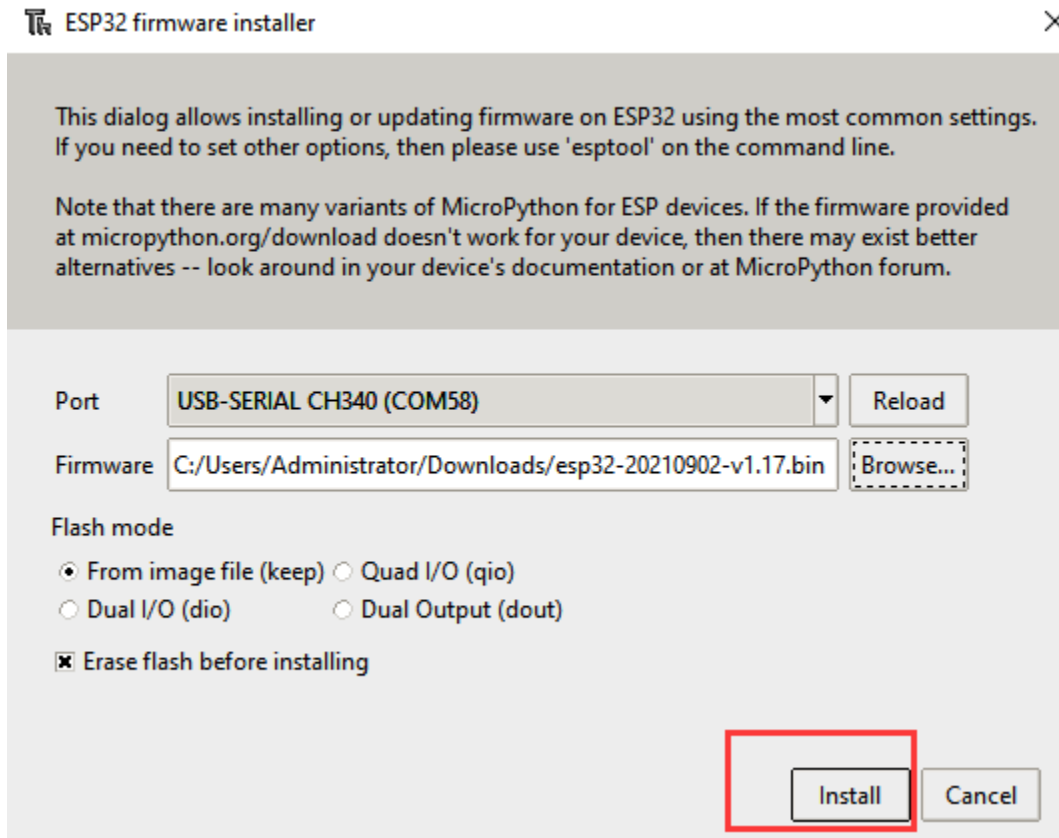 ESP32 firmware installer
This dialog allows installing or updating firmware on ESP32 using the most common settings.
If you need to set other options, then please use 'esptool' on the command line.
Note that there are many variants of MicroPython for ESP devices. If the firmware provided
at micropython.org/download doesn't work for your device, then there may exist better
alternatives -- look around in your device's documentation or at MicroPython forum.
Port USB-SERIAL CH340 (COM58) Reload
Firmware C:/Users/Administrator/Downloads/esp32-20210902-v1.17.bin Browse...
Flash mode
From image file (keep) Quad I/O (qio)
Dual I/O (dio) Dual Output (dout)
Erase flash before installing
Install Cancel